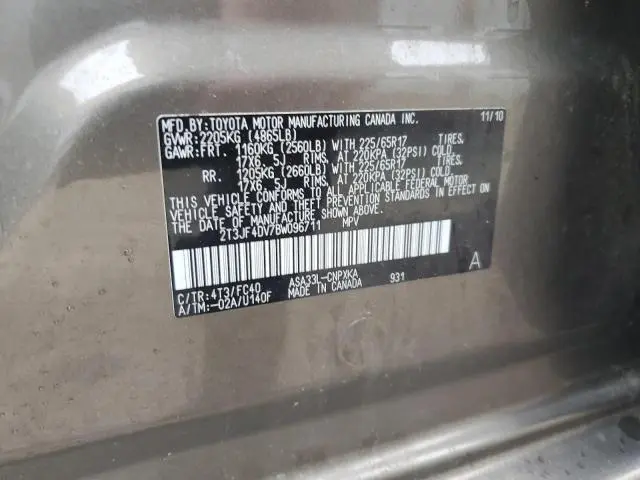 MFD.BY:TOYOTA MOTOR MANUFACTURING CANADA INC. 11/10
GVWR:2205KG (4865LB)
GAWR:FRT. 1160KG (2560LB) WITH 225/65R17 TIRES,
17X6. 5J RIMS, AT 220KPA (32PSI) COLD
RR. 1205KG (2660LB) WITH 225/65R17 TIRES,
17X6. 5J RIMS, AT 220KPA (32PSI) COLD
THIS VEHICLE CONFORMS TO ALL APPLICABLE FEDERAL MOTOR
VEHICLE SAFETY AND THEFT PREVENTION STANDARDS IN EFFECT ON
THE DATE OF MANUFACTURE SHOWN ABOVE.
2T3JF4DV7BW096711 MPV
A
C/TR:4T3/FC40 ASA33L-CNPXKA 931
A/TM:-02A/U140F MADE IN CANADA